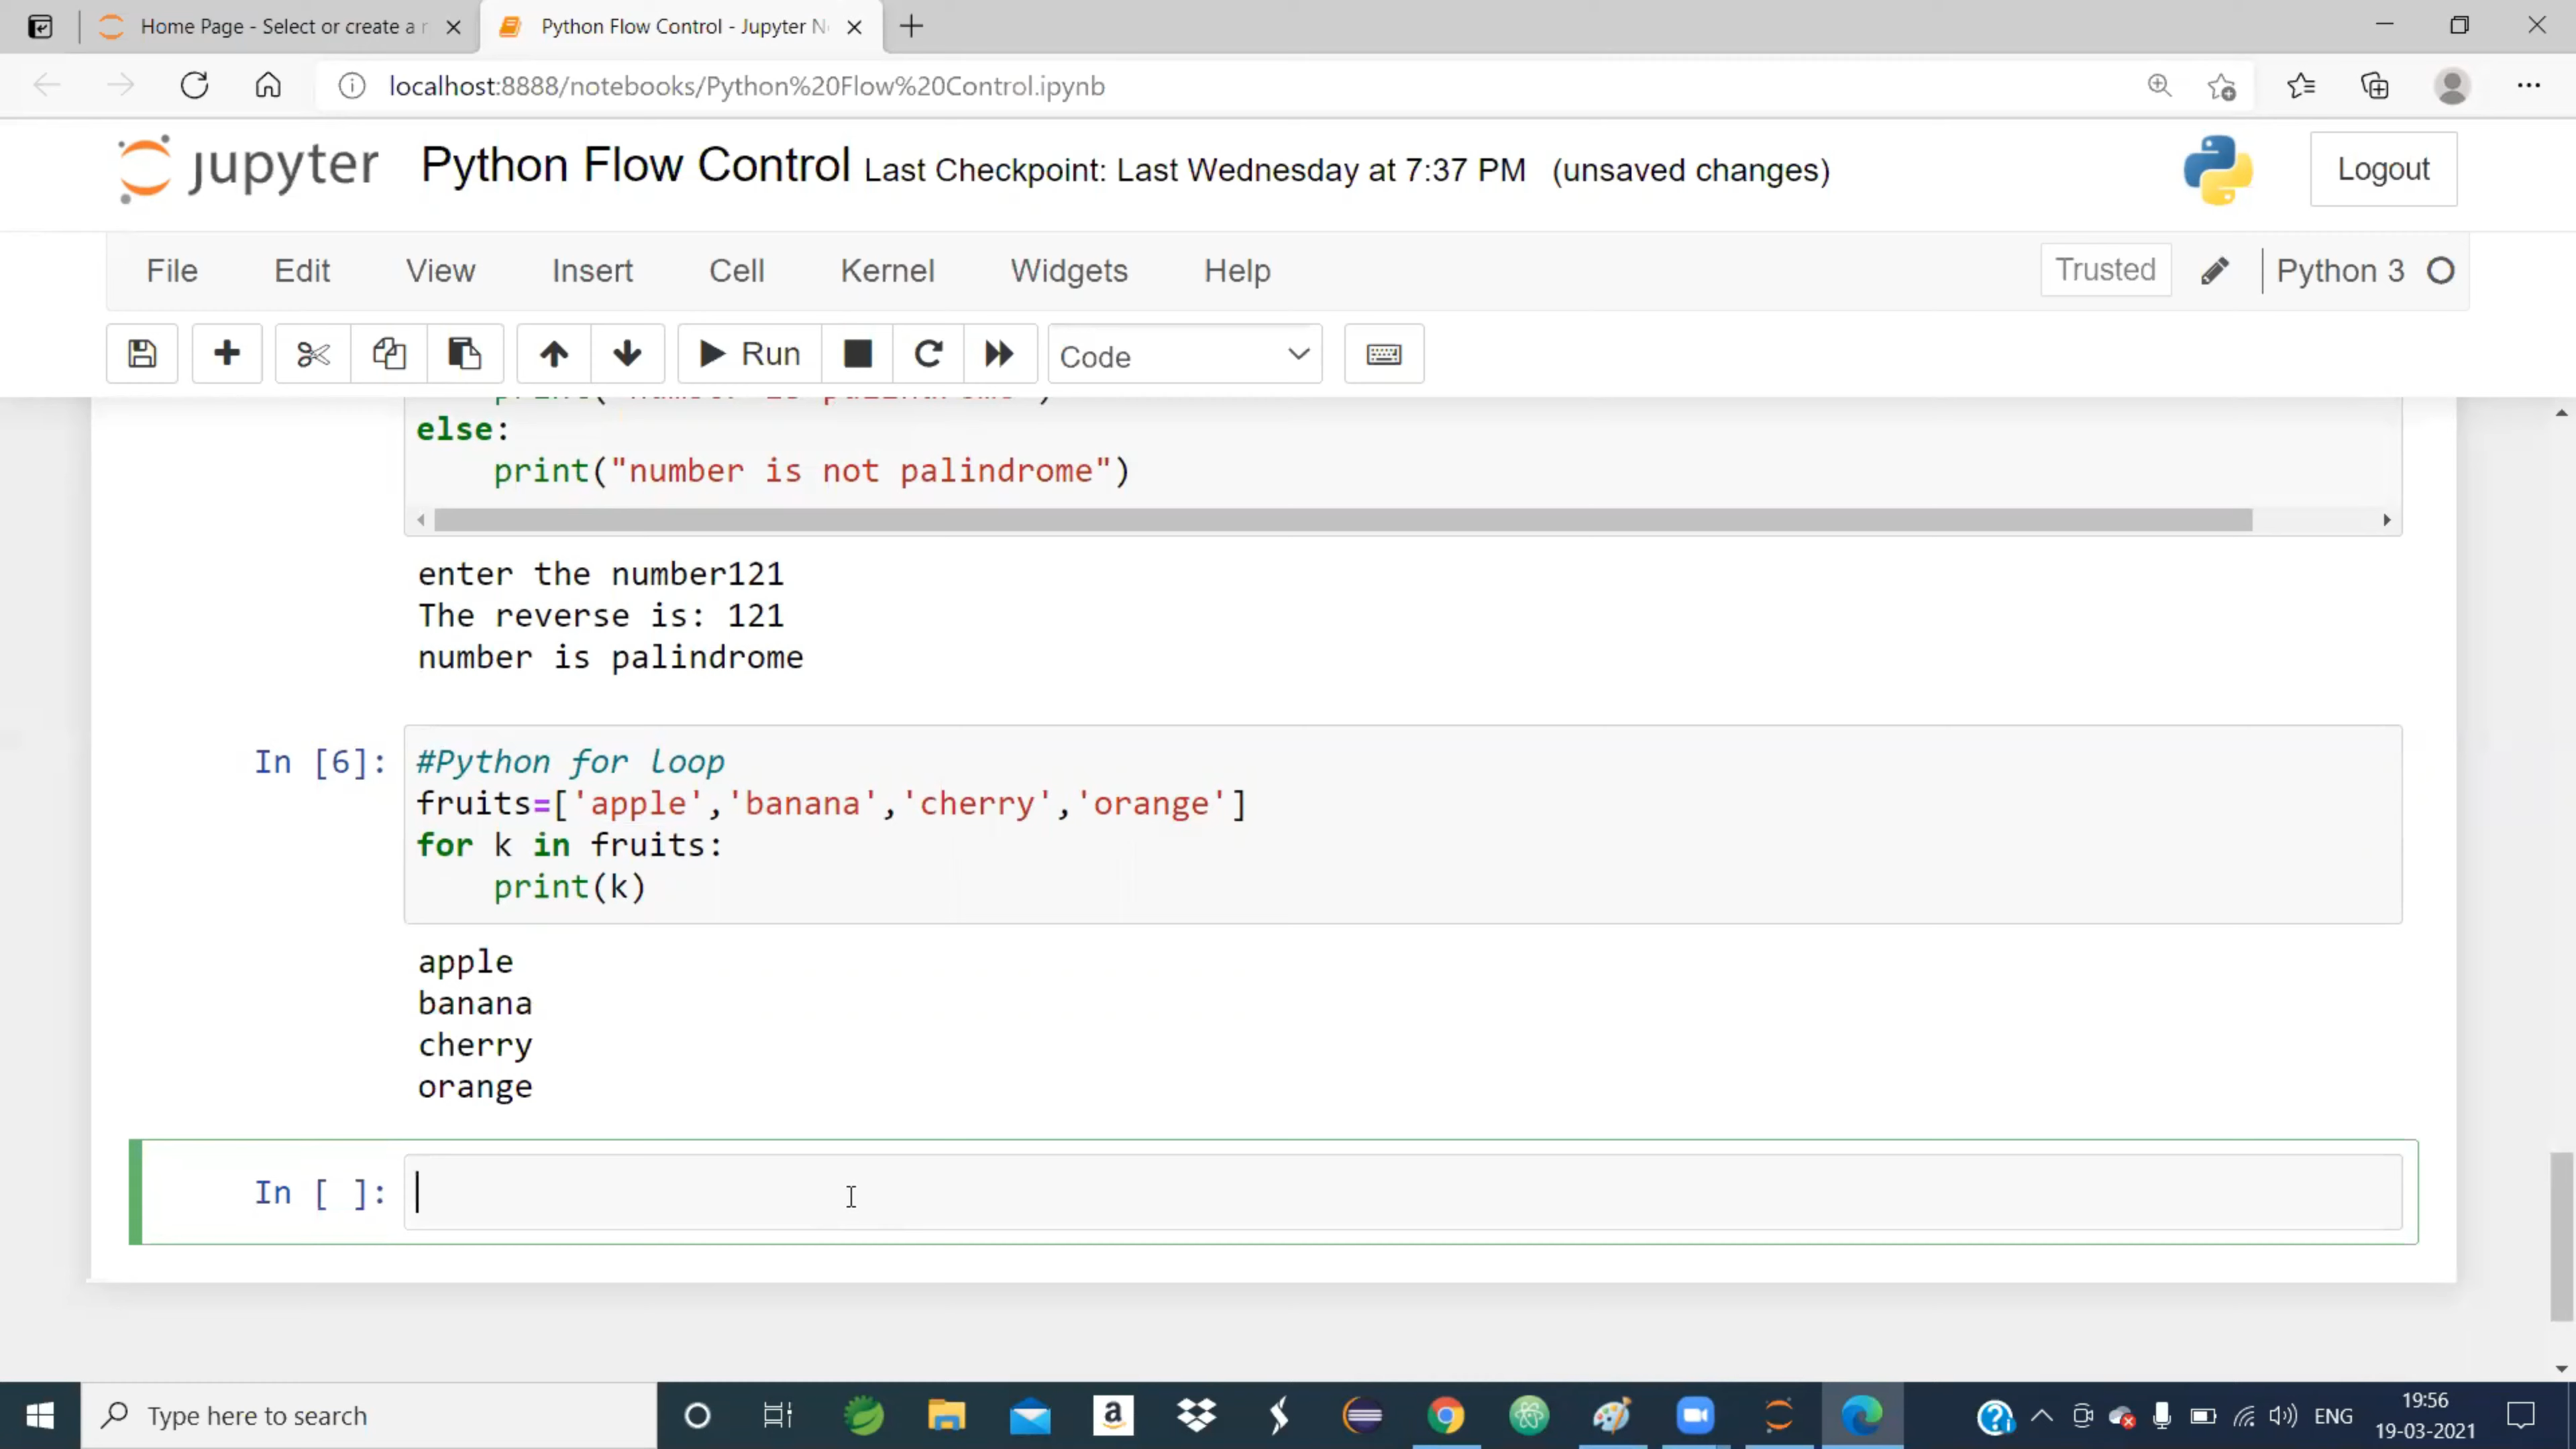 Home Page - Select or create a r
Python Flow Control - Jupyter N
localhost:8888/notebooks/Python%20Flow%20Control.ipynb
jupyter Python Flow Control Last Checkpoint: Last Wednesday at 7:37 PM (unsaved changes)
Logout
File Edit View Insert Cell Kernel Widgets Help Trusted Python 3
Run Code
else:
print("number is not palindrome")
enter the number121
The reverse is: 121
number is palindrome
In [6]: #Python for loop
fruits=['apple','banana','cherry','orange']
for k in fruits:
print(k)
apple
banana
cherry
orange
In [ ]:
Type here to search
a
ENG
19:56
19-03-2021